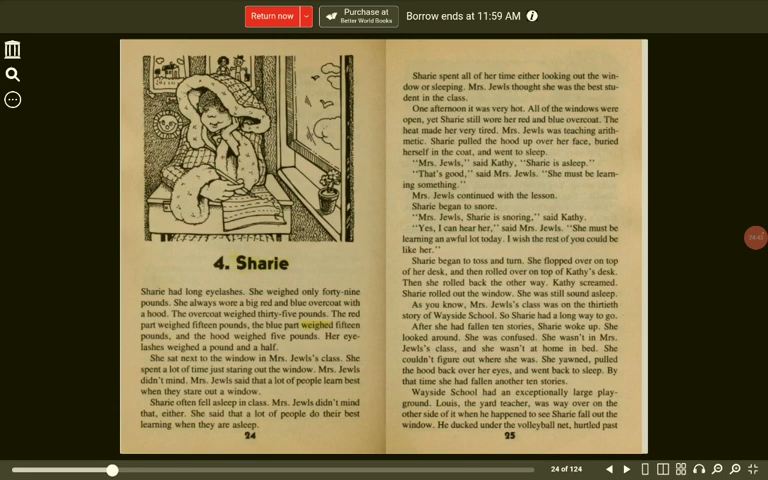 Return now
Purchase at
Better World Books
Borrow ends at 11:59 AM
4. Sharie
Sharie had long eyelashes. She weighed only forty-nine
pounds. She always wore a big red and blue overcoat with
a hood. The overcoat weighed thirty-five pounds. The red
part weighed fifteen pounds, the blue part weighed fifteen
pounds, and the hood weighed five pounds. Her eye-
lashes weighed a pound and a half.
She sat next to the window in Mrs. Jewls's class. She
spent a lot of time just staring out the window. Mrs. Jewls
didn't mind. Mrs. Jewls said that a lot of people learn best
when they stare out a window.
Sharie often fell asleep in class. Mrs. Jewls didn't mind
that, either. She said that a lot of people do their best
learning when they are asleep.
24
Sharie spent all of her time either looking out the win-
dow or sleeping. Mrs. Jewls thought she was the best stu-
dent in the class.
One afternoon it was very hot. All of the windows were
open, yet Sharie still wore her red and blue overcoat. The
heat made her very tired. Mrs. Jewls was teaching arith-
metic. Sharie pulled the hood up over her face, buried
herself in the coat, and went to sleep.
"Mrs. Jewls," said Kathy, "Sharie is asleep."
"That's good," said Mrs. Jewls. "She must be learn-
ing something."
Mrs. Jewls continued with the lesson.
Sharie began to snore.
"Mrs. Jewls, Sharie is snoring," said Kathy.
"Yes, I can hear her," said Mrs. Jewls. "She must be
learning an awful lot today. I wish the rest of you could be
like her."
Sharie began to toss and turn. She flopped over on top
of her desk, and then rolled over on top of Kathy's desk.
Then she rolled back the other way. Kathy screamed.
Sharie rolled out the window. She was still sound asleep.
As you know, Mrs. Jewls's class was on the thirtieth
story of Wayside School. So Sharie had a long way to go.
After she had fallen ten stories, Sharie woke up. She
looked around. She was confused. She wasn't in Mrs.
Jewls's class, and she wasn't at home in bed. She
couldn't figure out where she was. She yawned, pulled
the hood back over her eyes, and went back to sleep. By
that time she had fallen another ten stories.
Wayside School had an exceptionally large play-
ground. Louis, the yard teacher, was way over on the
other side of it when he happened to see Sharie fall out the
window. He ducked under the volleyball net, hurtled past
25
24 of 124